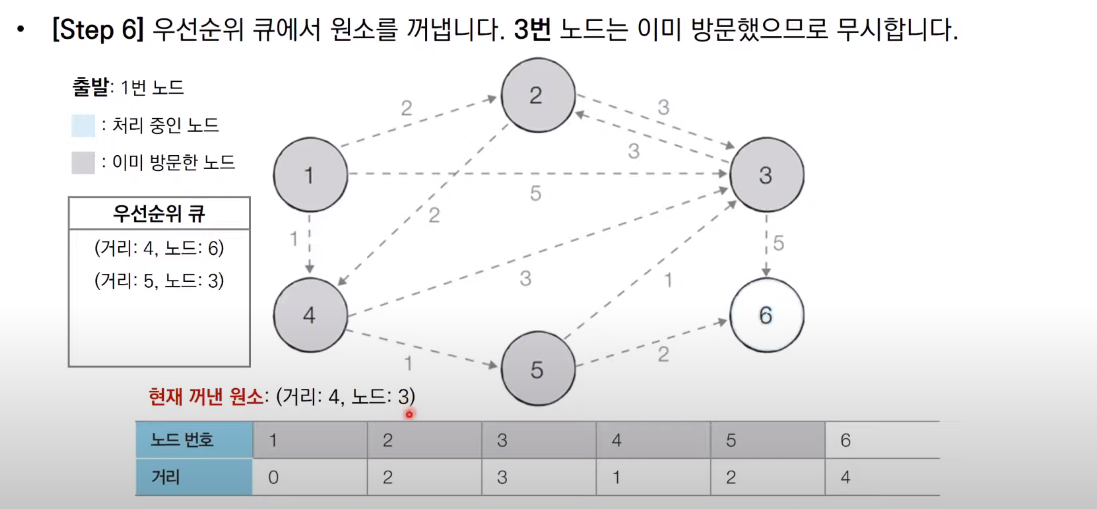 • [Step 6] 우선순위 큐에서 원소를 꺼냅니다. 3번 노드는 이미 방문했으므로 무시합니다.
출발: 1번 노드
: 처리 중인 노드
: 이미 방문한 노드
우선순위 큐
(거리: 4, 노드: 6)
(거리: 5, 노드: 3)
2
2
3
3
1
5
3
2
1
5
3
1
4
6
1
2
5
현재 꺼낸 원소: (거리: 4, 노드: 3)
노드 번호 1 2 3 4 5 6
거리 0 2 3 1 2 4